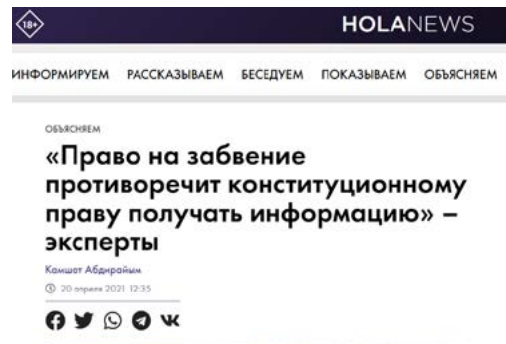 18+
HOLANEWS
ИНФОРМИРУЕМ РАССКАЗЫВАЕМ БЕСЕДУЕМ ПОКАЗЫВАЕМ ОБЪЯСНЯЕМ
ОБЪЯСНЯЕМ
«Право на забвение
противоречит конституционному
праву получать информацию» –
эксперты
Камшат Абдирайым
20 апреля 2021 12:35